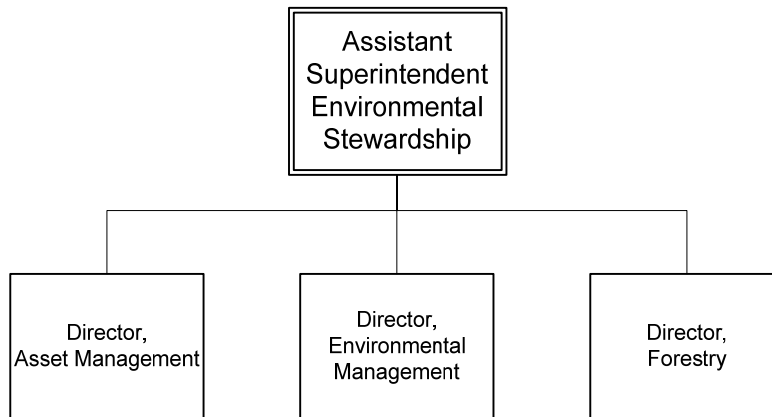 Assistant
Superintendent
Environmental
Stewardship
Director,
Asset Management
Director,
Environmental
Management
Director,
Forestry